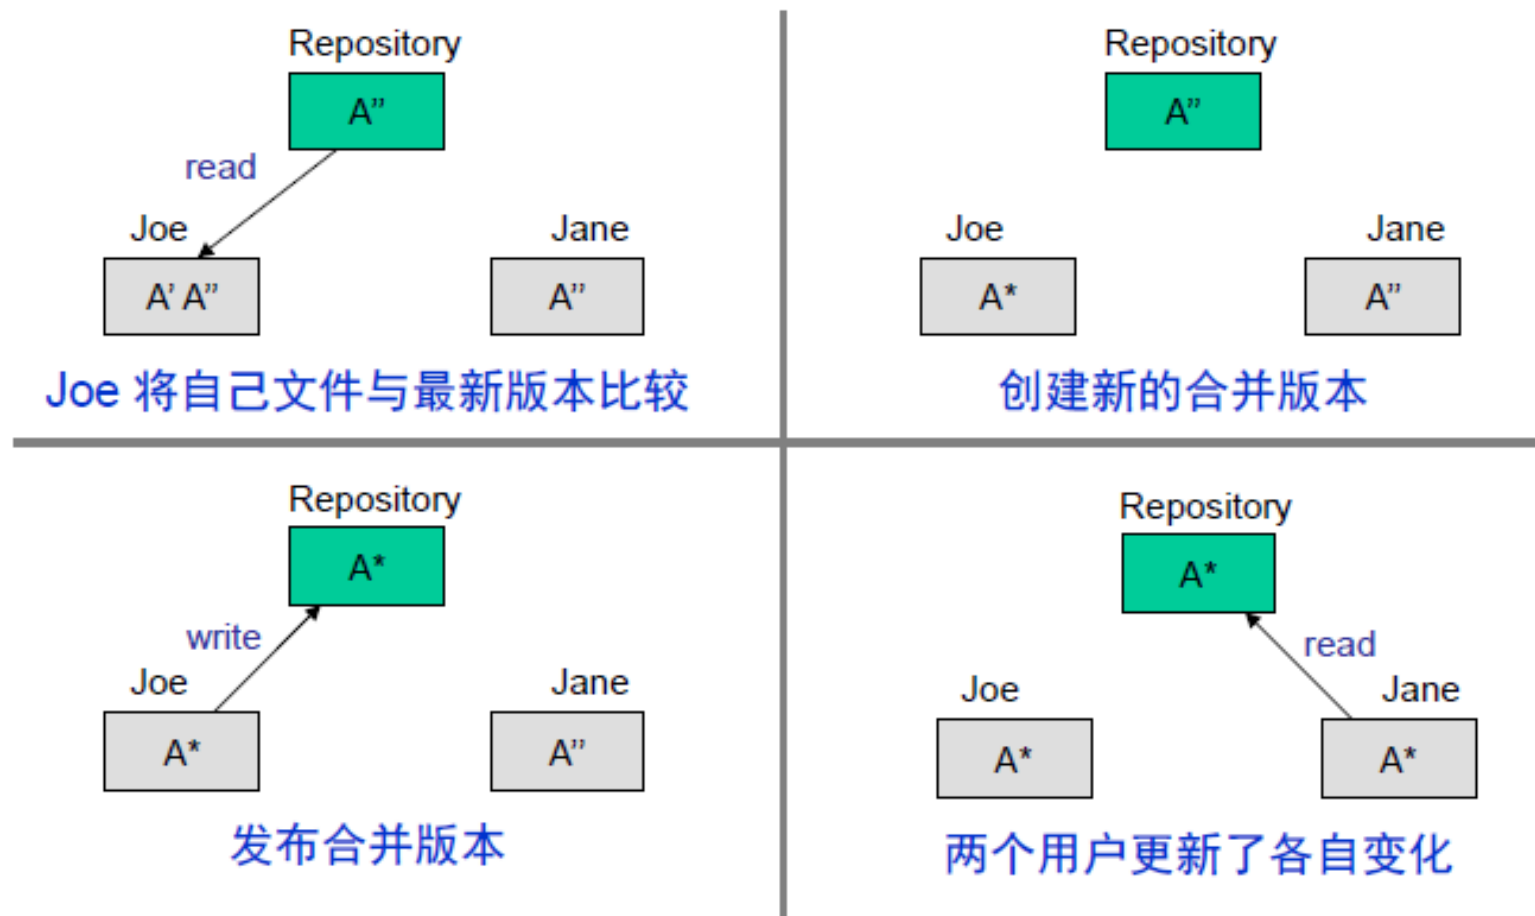 Repository
A”
read
Joe
Jane
A’ A”
A”
Joe 将自己文件与最新版本比较
Repository
A”
Joe
Jane
A*
A”
创建新的合并版本
Repository
A*
write
Joe
Jane
A*
A”
发布合并版本
Repository
A*
read
Joe
Jane
A*
A*
两个用户更新了各自变化